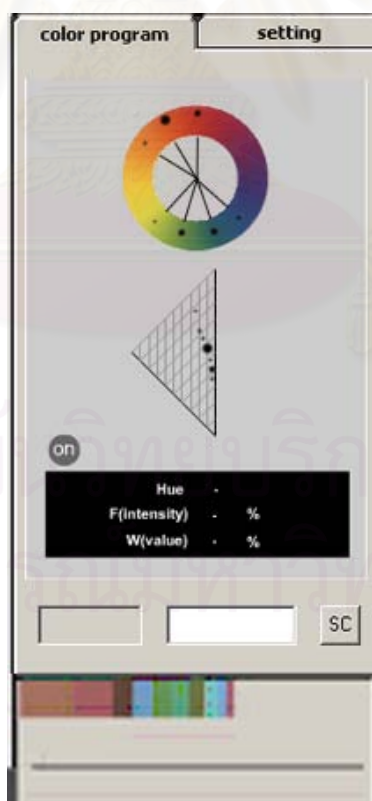 color program setting
on
Hue -
F(intensity) - %
W(value) - %
SC